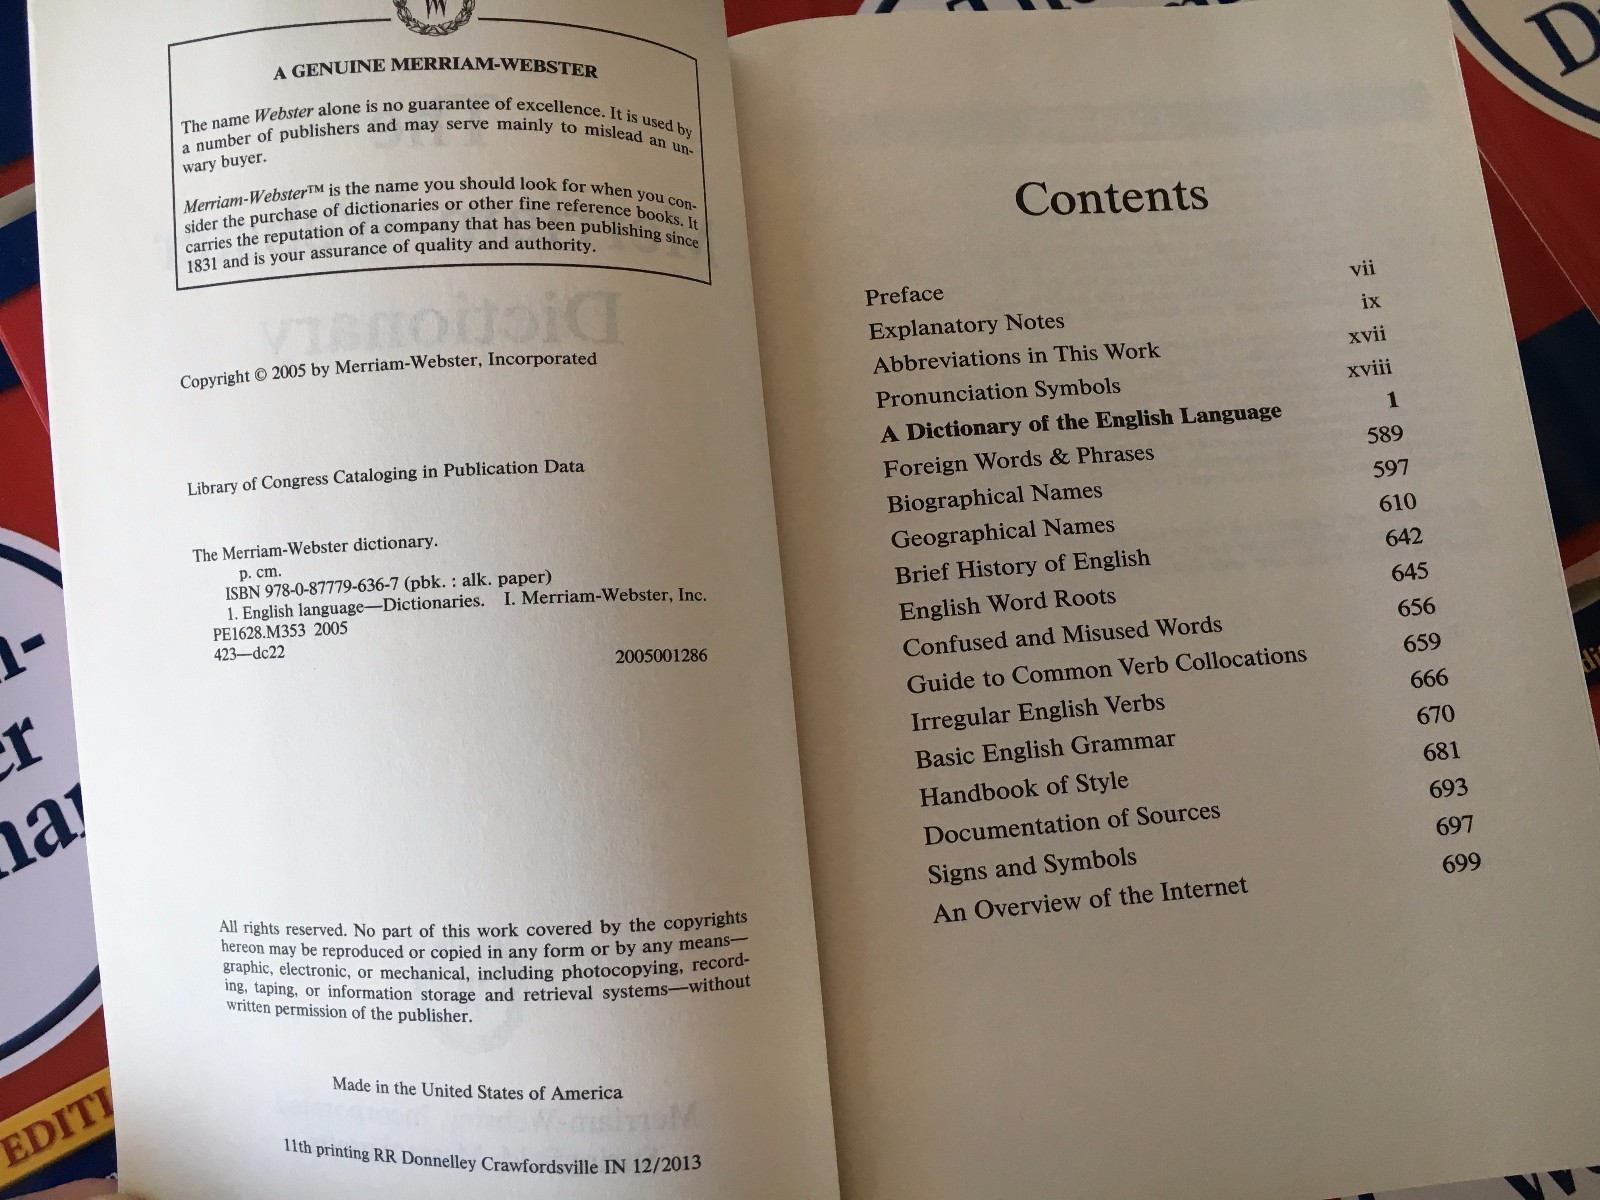 A GENUINE MERRIAM-WEBSTER
The name Webster alone is no guarantee of excellence. It is used by
a number of publishers and may serve mainly to mislead an un-
wary buyer.
Merriam-Webster™ is the name you should look for when you con-
sider the purchase of dictionaries or other fine reference books. It
carries the reputation of a company that has been publishing since
1831 and is your assurance of quality and authority.
Copyright © 2005 by Merriam-Webster, Incorporated
Library of Congress Cataloging in Publication Data
The Merriam-Webster dictionary.
p. cm.
ISBN 978-0-87779-636-7 (pbk. : alk. paper)
1. English language—Dictionaries. I. Merriam-Webster, Inc.
PE1628.M353 2005
423—dc22 2005001286
All rights reserved. No part of this work covered by the copyrights
hereon may be reproduced or copied in any form or by any means—
graphic, electronic, or mechanical, including photocopying, record-
ing, taping, or information storage and retrieval systems—without
written permission of the publisher.
Made in the United States of America
11th printing RR Donnelley Crawfordsville IN 12/2013
Contents
Preface vii
Explanatory Notes ix
Abbreviations in This Work xvii
Pronunciation Symbols xviii
A Dictionary of the English Language 1
Foreign Words & Phrases 589
Biographical Names 597
Geographical Names 610
Brief History of English 642
English Word Roots 645
Confused and Misused Words 656
Guide to Common Verb Collocations 659
Irregular English Verbs 666
Basic English Grammar 670
Handbook of Style 681
Documentation of Sources 693
Signs and Symbols 697
An Overview of the Internet 699